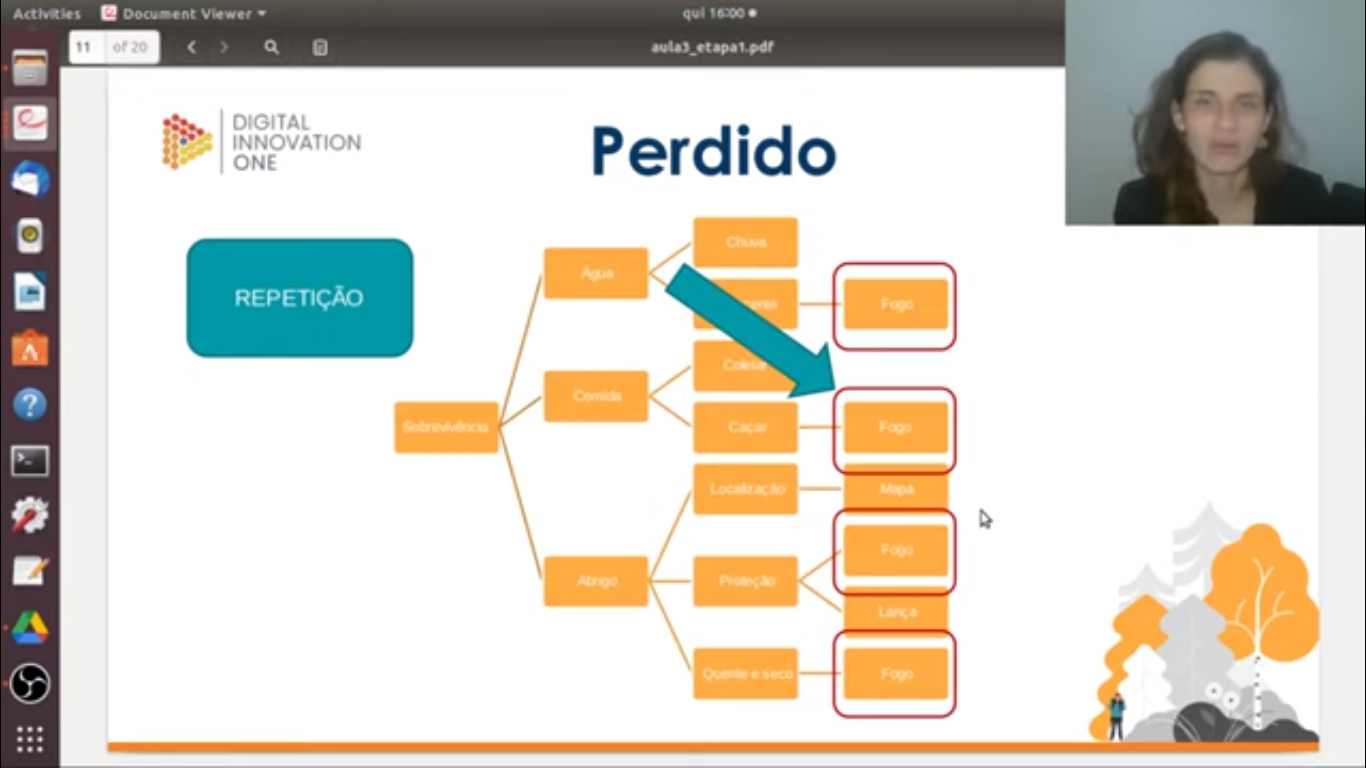 Activities
Document Viewer
qui 16:00
11
of 20
aula3_etapa1.pdf
DIGITAL
INNOVATION
ONE
Perdido
REPETIÇÃO
Sobrevivência
Água
Chuva
Fogo
Comida
Caçar
Fogo
Abrigo
Localização
Mapa
Proteção
Fogo
Lança
Quente e seco
Fogo